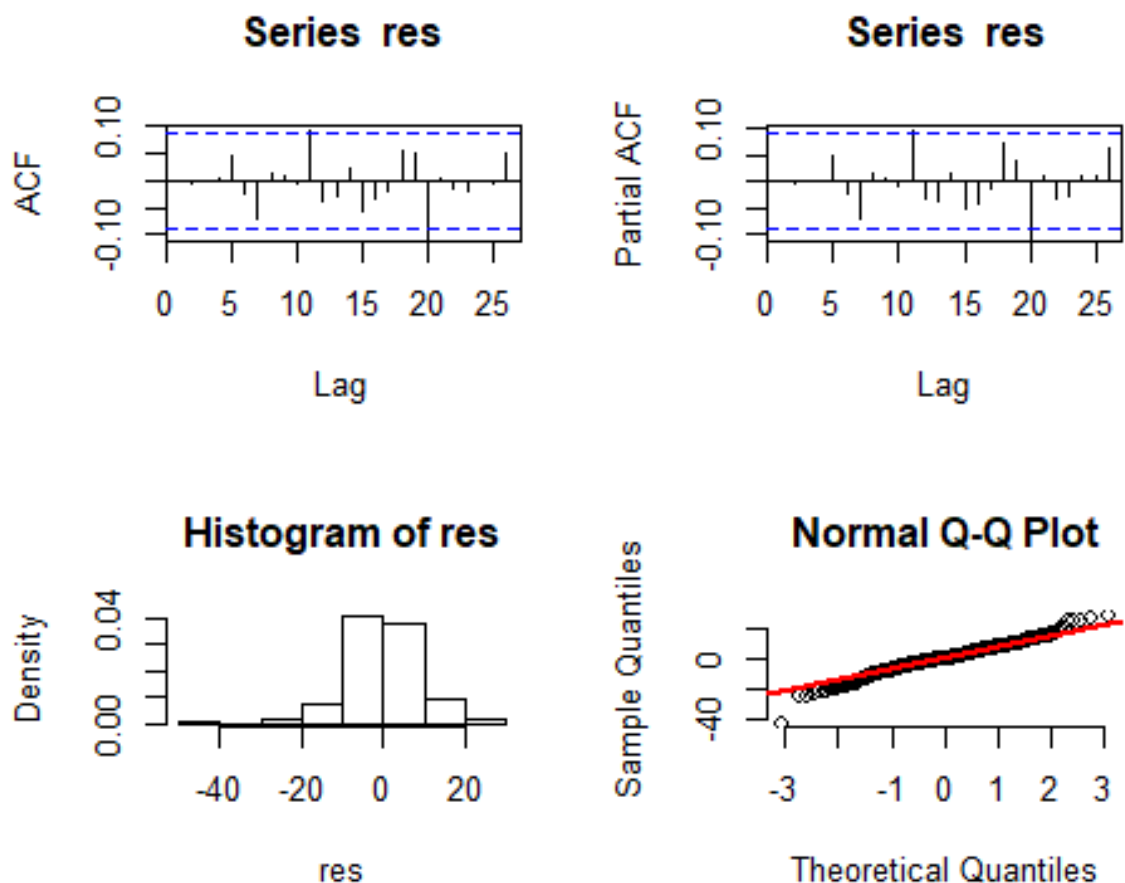 Series res
ACF
0.10
-0.10
0 5 10 15 20 25
Lag
Series res
Partial ACF
0.10
-0.10
0 5 10 15 20 25
Lag
Histogram of res
Density
0.04
0.00
-40 -20 0 20
res
Normal Q-Q Plot
Sample Quantiles
0
-40
-3 -1 0 1 2 3
Theoretical Quantiles